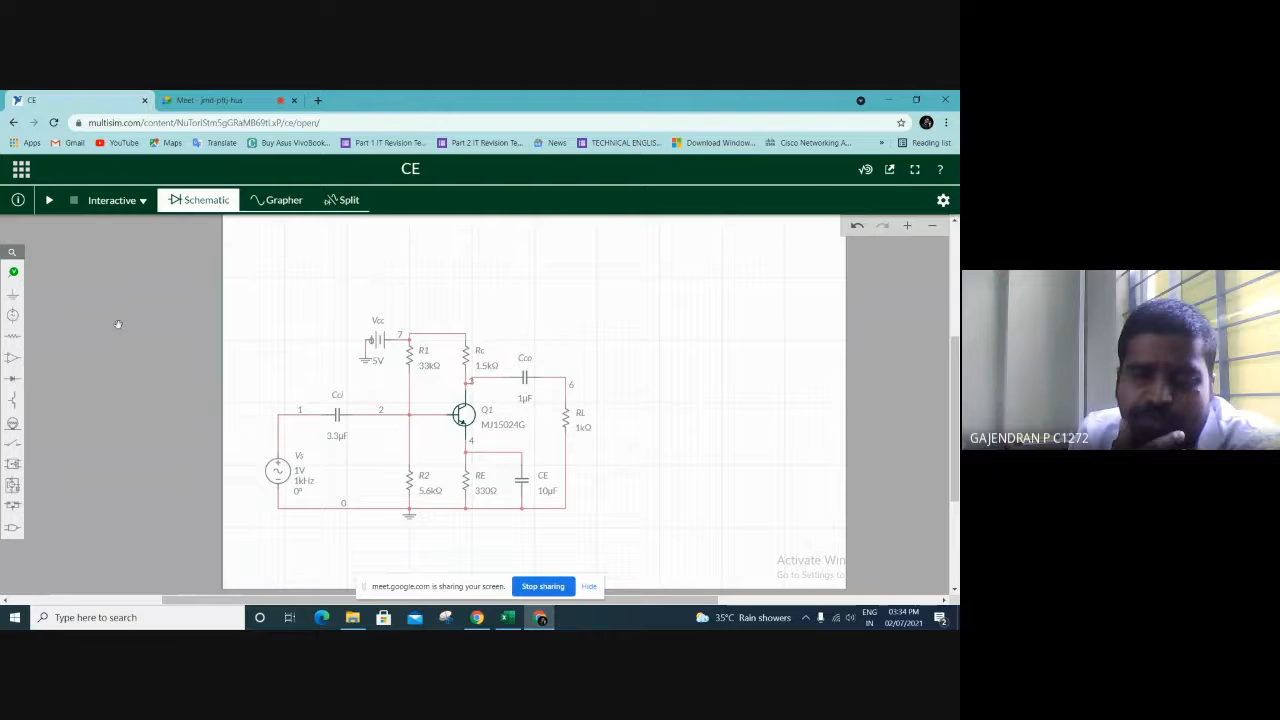 CE
Meet - jmd-pttj-hua
multisim.com/content/NuToriStm5gGRaMB69tLxP/ce/open/
Apps Gmail YouTube Maps Translate Buy Asus VivoBook... Part 1 IT Revision Te... Part 2 IT Revision Te... News TECHNICAL ENGLIS... Download Window... Cisco Networking A... Reading list
CE
Interactive Schematic Grapher Split
Vcc
7
5V
R1
33kΩ
Rc
1.5kΩ
Cco
1µF
3
6
Cci
3.3µF
1
2
Q1
MJ15024G
RL
1kΩ
4
Vs
1V
1kHz
0°
R2
5.6kΩ
RE
330Ω
CE
10µF
0
GAJENDRAN P C1272
Activate Win
Go to Settings to
meet.google.com is sharing your screen. Stop sharing Hide
Type here to search
35°C Rain showers
ENG
IN
03:34 PM
02/07/2021
2